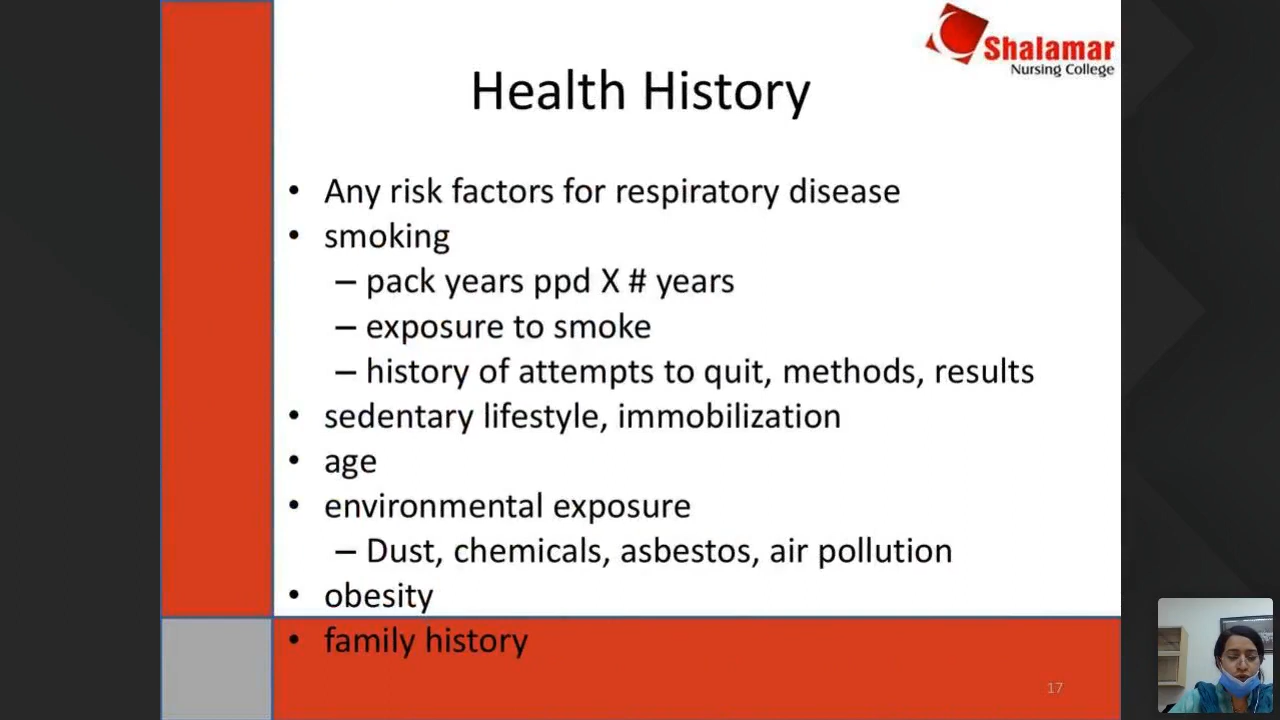 Shalamar
Nursing College
Health History
• Any risk factors for respiratory disease
• smoking
– pack years ppd X # years
– exposure to smoke
– history of attempts to quit, methods, results
• sedentary lifestyle, immobilization
• age
• environmental exposure
– Dust, chemicals, asbestos, air pollution
• obesity
• family history
17